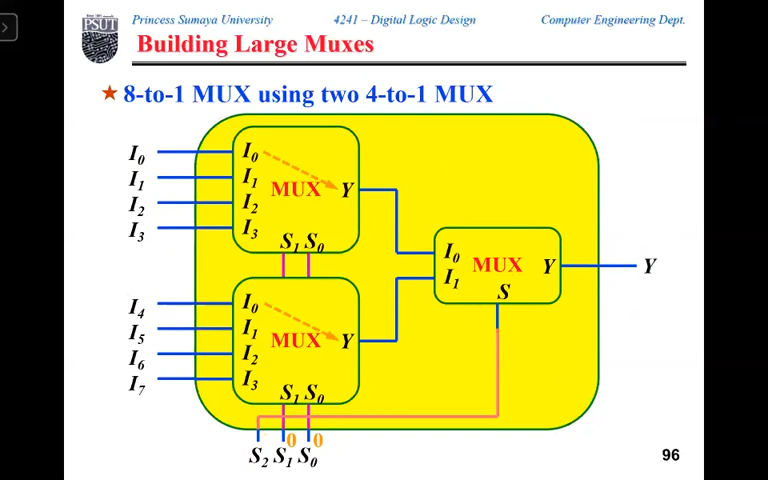 PSUT
Princess Sumaya University 4241 – Digital Logic Design Computer Engineering Dept.
Building Large Muxes
★ 8-to-1 MUX using two 4-to-1 MUX
I0 I0
I1 I1
MUX Y
I2 I2
I3 I3
S1 S0
I0
I1 MUX Y Y
S
I4 I0
I5 I1
MUX Y
I6 I2
I7 I3
S1 S0
0 0
S2 S1 S0
96